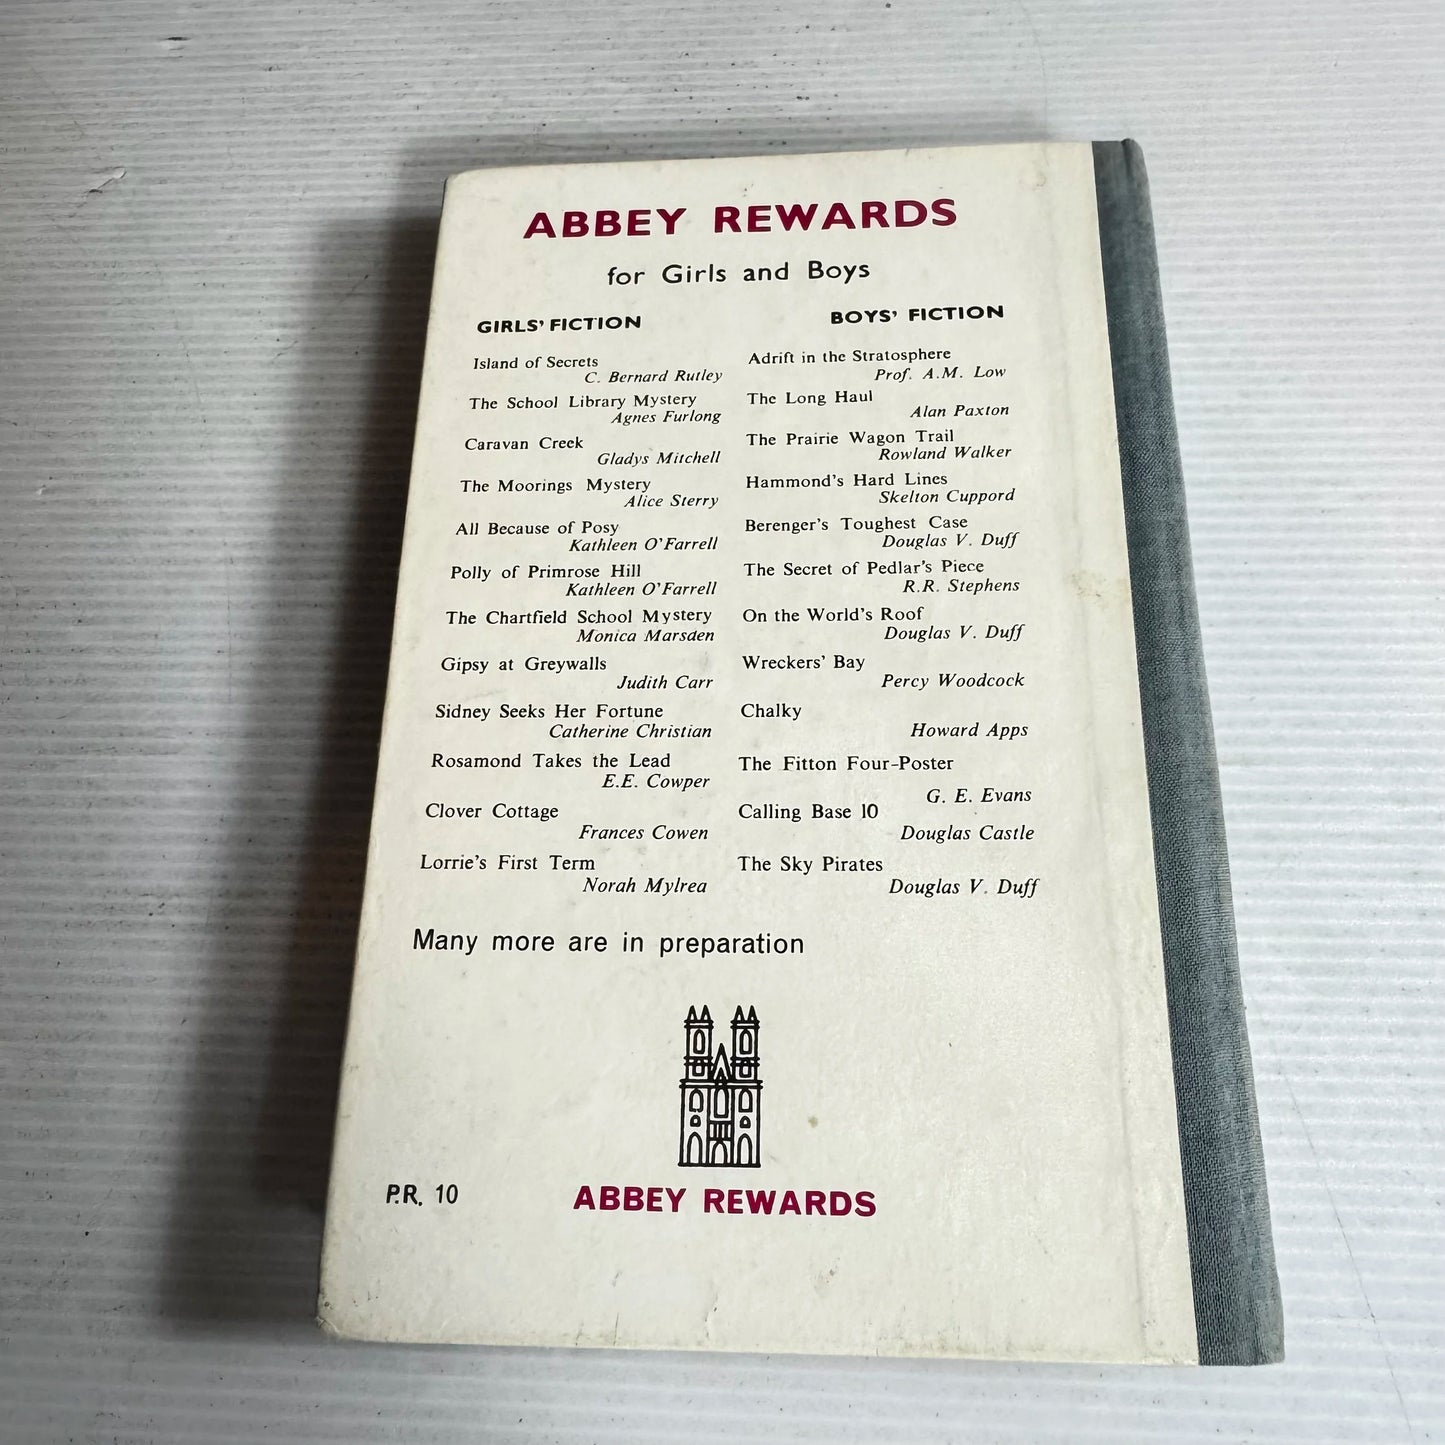 ABBEY REWARDS
for Girls and Boys
GIRLS' FICTION
Island of Secrets
C. Bernard Rutley
The School Library Mystery
Agnes Furlong
Caravan Creek
Gladys Mitchell
The Moorings Mystery
Alice Sterry
All Because of Posy
Kathleen O'Farrell
Polly of Primrose Hill
Kathleen O'Farrell
The Chartfield School Mystery
Monica Marsden
Gipsy at Greywalls
Judith Carr
Sidney Seeks Her Fortune
Catherine Christian
Rosamond Takes the Lead
E.E. Cowper
Clover Cottage
Frances Cowen
Lorrie's First Term
Norah Mylrea
BOYS' FICTION
Adrift in the Stratosphere
Prof. A.M. Low
The Long Haul
Alan Paxton
The Prairie Wagon Trail
Rowland Walker
Hammond's Hard Lines
Skelton Cuppord
Berenger's Toughest Case
Douglas V. Duff
The Secret of Pedlar's Piece
R.R. Stephens
On the World's Roof
Douglas V. Duff
Wreckers' Bay
Percy Woodcock
Chalky
Howard Apps
The Fitton Four-Poster
G. E. Evans
Calling Base 10
Douglas Castle
The Sky Pirates
Douglas V. Duff
Many more are in preparation
P.R. 10
ABBEY REWARDS